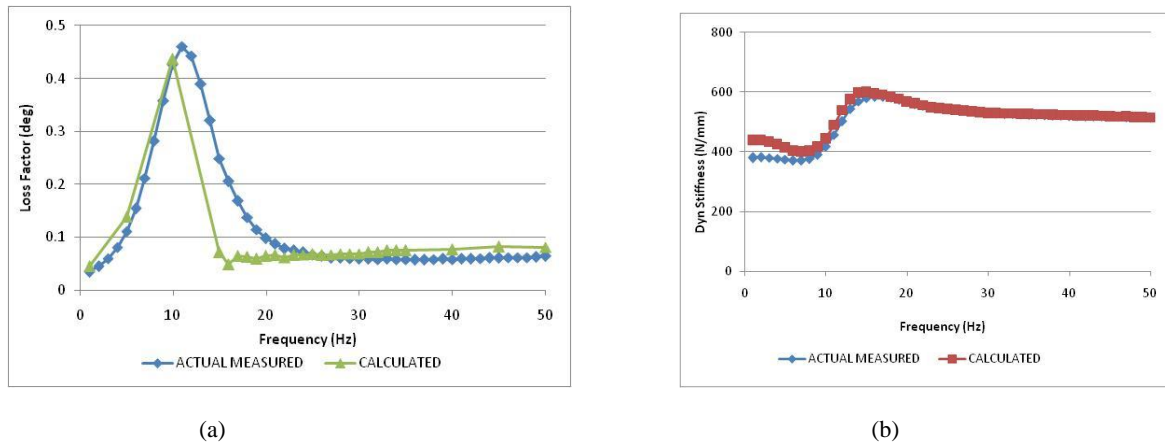 0.5
0.4
0.3
0.2
0.1
0
Loss Factor (deg)
0 10 20 30 40 50
Frequency (Hz)
ACTUAL MEASURED CALCULATED
(a)
800
600
400
200
0
Dyn Stiffness (N/mm)
0 10 20 30 40 50
Frequency (Hz)
ACTUAL MEASURED CALCULATED
(b)